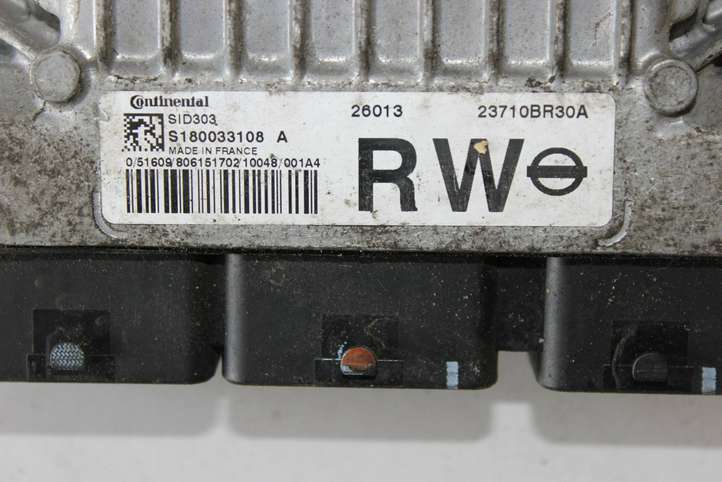 Continental
SID303
S180033108 A
MADE IN FRANCE
0/51609/806151702/10048/001A4
26013 23710BR30A
RW